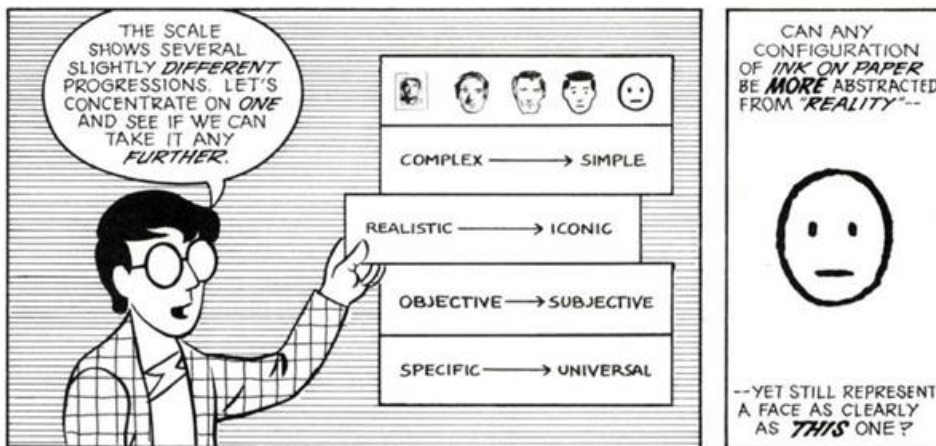 THE SCALE
SHOWS SEVERAL
SLIGHTLY DIFFERENT
PROGRESSIONS. LET'S
CONCENTRATE ON ONE
AND SEE IF WE CAN
TAKE IT ANY
FURTHER.
COMPLEX → SIMPLE
REALISTIC → ICONIC
OBJECTIVE → SUBJECTIVE
SPECIFIC → UNIVERSAL
CAN ANY
CONFIGURATION
OF INK ON PAPER
BE MORE ABSTRACTED
FROM "REALITY"--
--YET STILL REPRESENT
A FACE AS CLEARLY
AS THIS ONE?